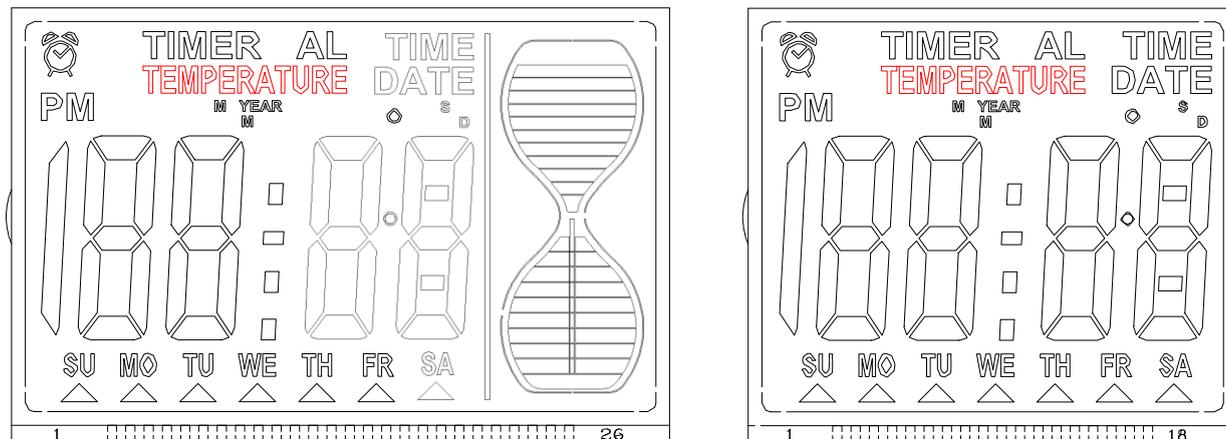 TIMER AL TIME
TEMPERATURE DATE
PM
M YEAR S
M D
SU MO TU WE TH FR SA
1 26
TIMER AL TIME
TEMPERATURE DATE
PM
M YEAR S
M D
SU MO TU WE TH FR SA
1 18